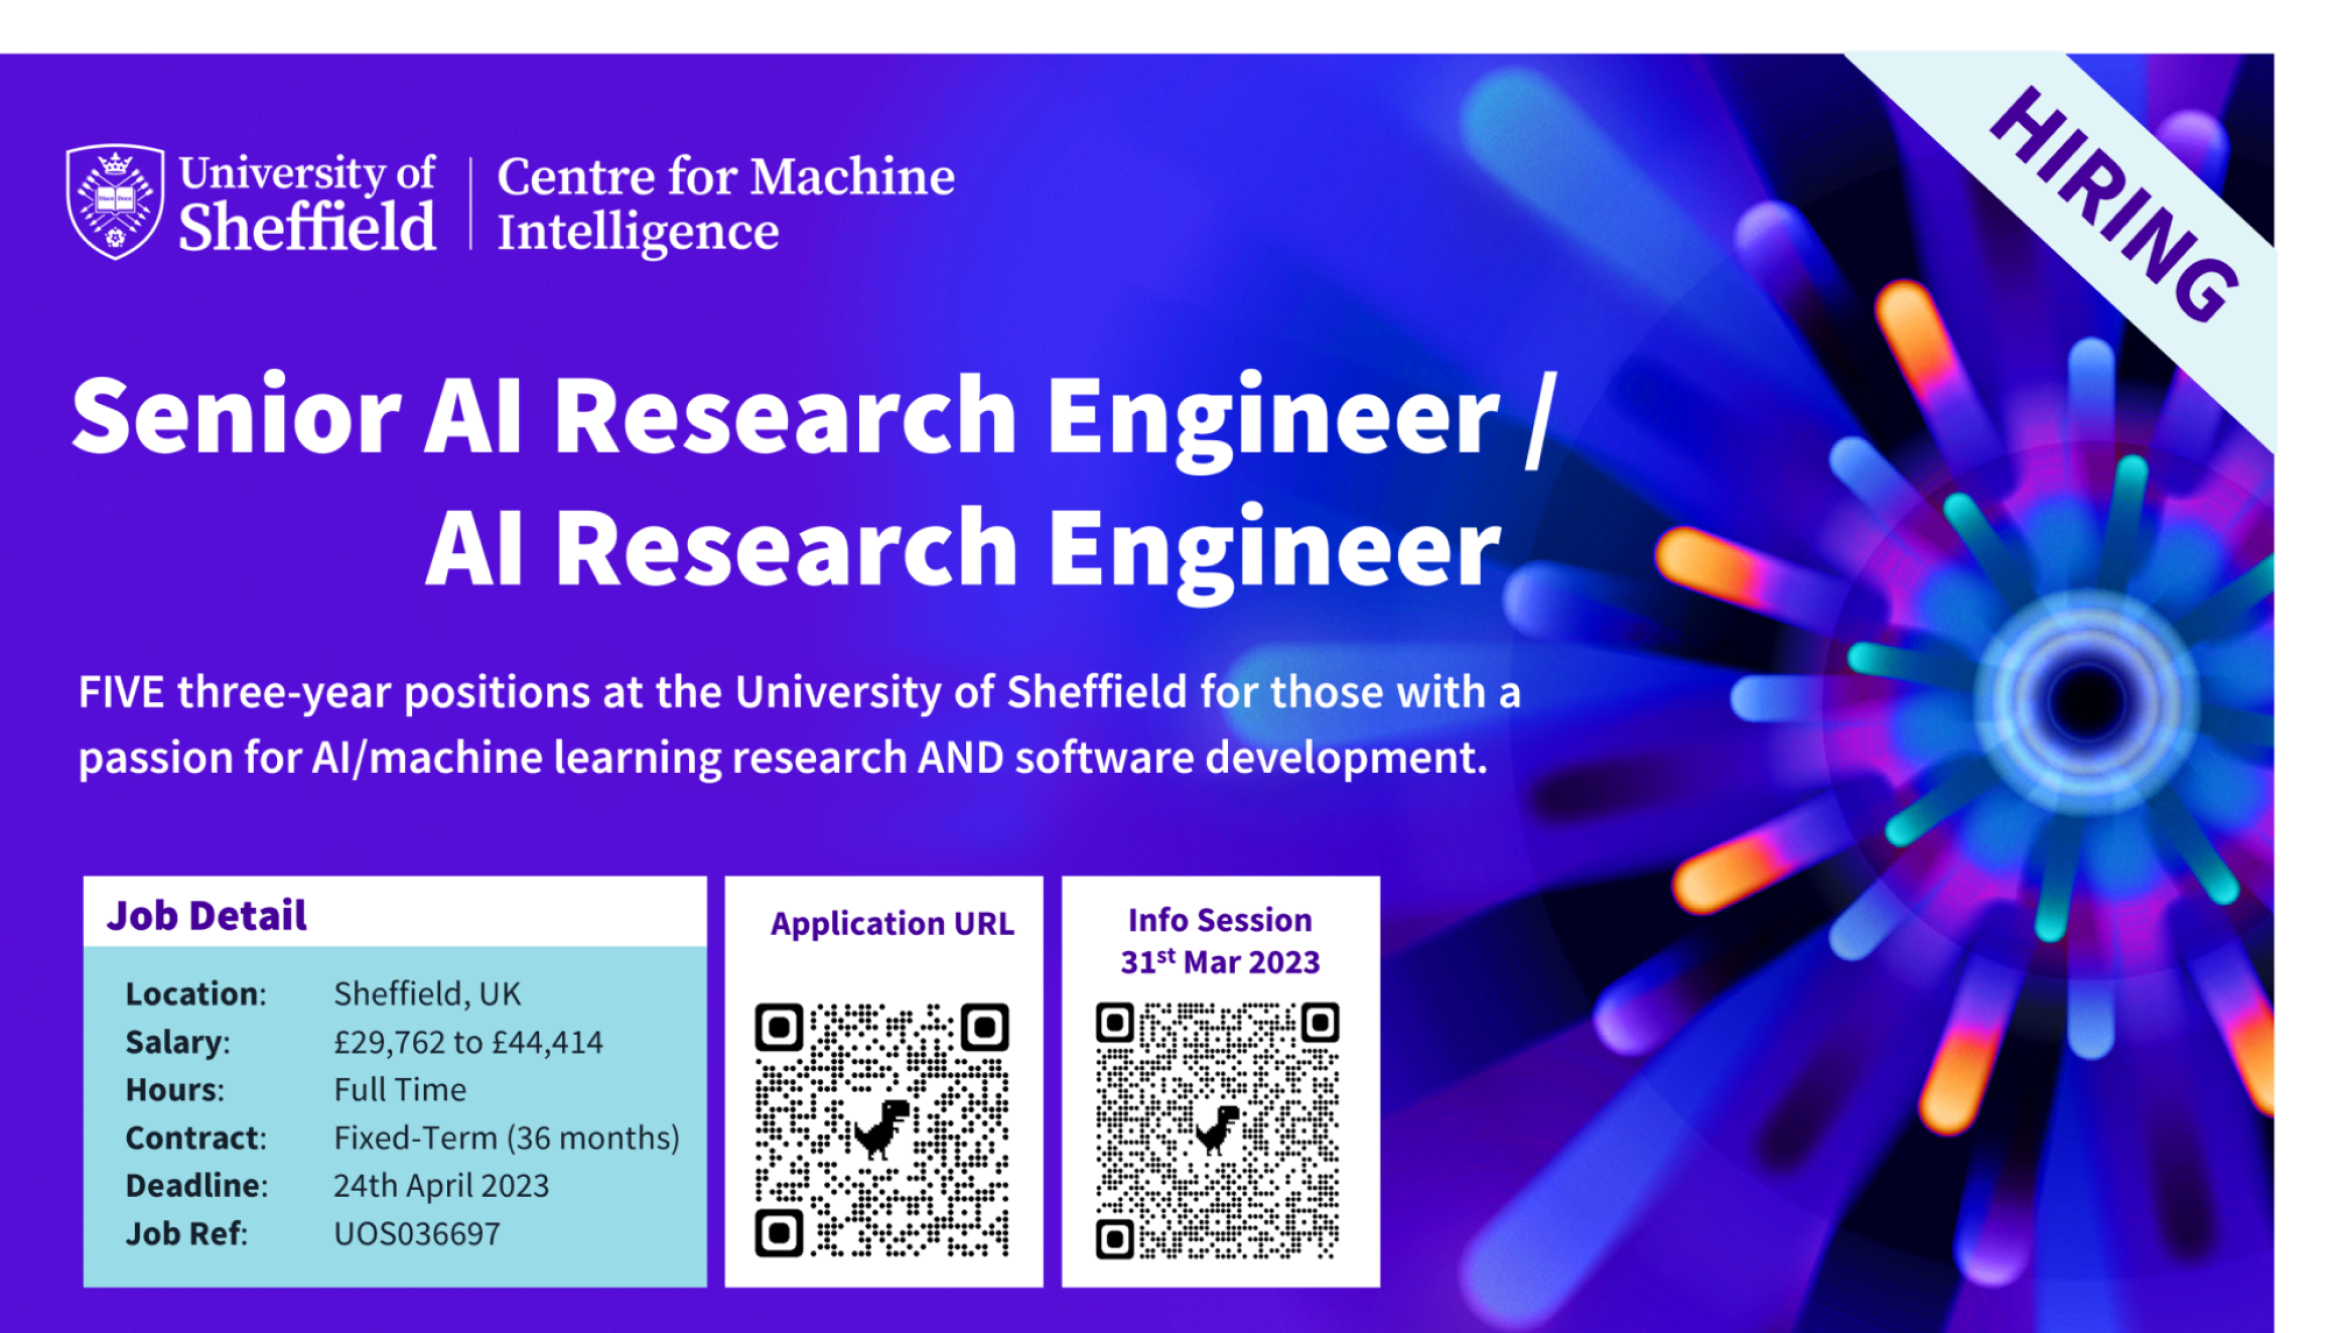 HIRING
University of
Sheffield
Centre for Machine
Intelligence
Senior AI Research Engineer /
AI Research Engineer
FIVE three-year positions at the University of Sheffield for those with a
passion for AI/machine learning research AND software development.
Job Detail
Location: Sheffield, UK
Salary: £29,762 to £44,414
Hours: Full Time
Contract: Fixed-Term (36 months)
Deadline: 24th April 2023
Job Ref: UOS036697
Application URL
Info Session
31st Mar 2023